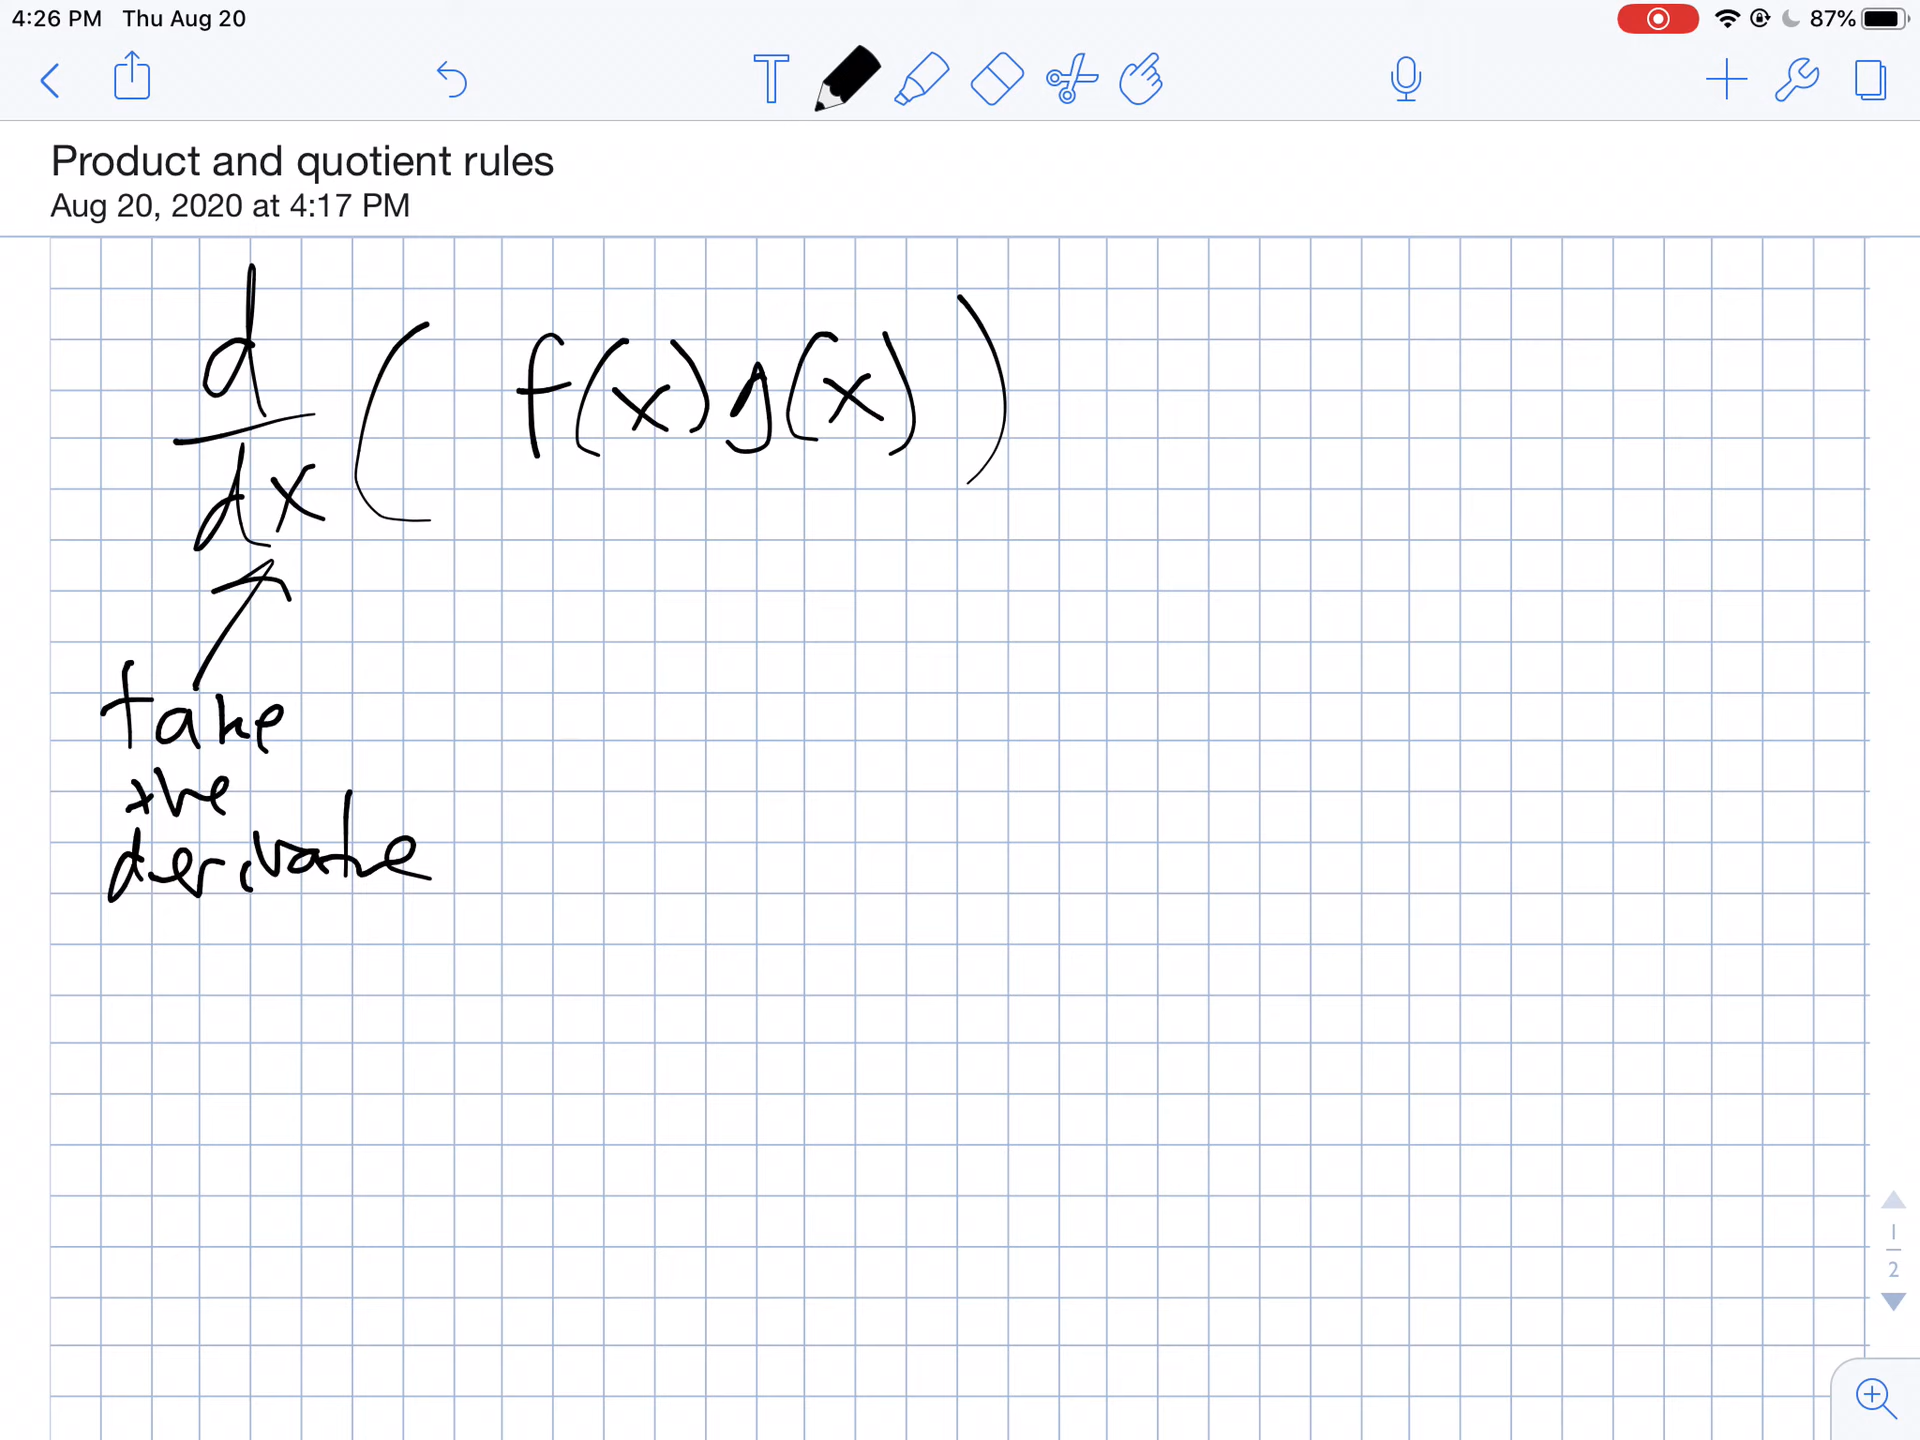 4:26 PM Thu Aug 20
87%
T
Product and quotient rules
Aug 20, 2020 at 4:17 PM
d/dx ( f(x)g(x) )
take
the
derivative
1
2